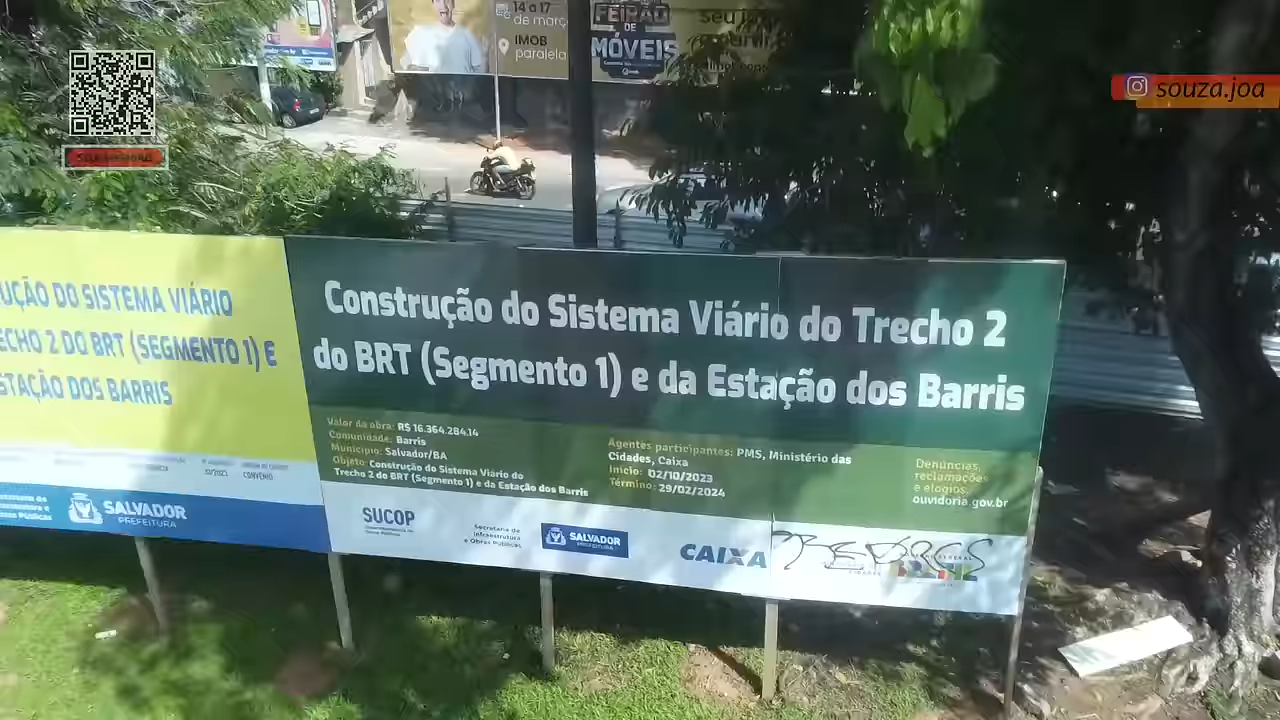 14 a 17
de março
IMOB
paralela
FEIRÃO
DE
MÓVEIS
seu
souza.joa
UÇÃO DO SISTEMA VIÁRIO
ECHO 2 DO BRT (SEGMENTO 1) E
STAÇÃO DOS BARRIS
CONVÊNIO
SALVADOR
PREFEITURA
Construção do Sistema Viário do Trecho 2
do BRT (Segmento 1) e da Estação dos Barris
Valor da obra: R$ 16.364.284,14
Comunidade: Barris
Município: Salvador/BA
Objeto: Construção do Sistema Viário do
Trecho 2 do BRT (Segmento 1) e da Estação dos Barris
Agentes participantes: PMS, Ministério das
Cidades, Caixa
Início: 02/10/2023
Término: 29/02/2024
Denúncias,
reclamações
e elogios:
ouvidoria.gov.br
SUCOP
Secretaria de
Infraestrutura
e Obras Públicas
SALVADOR
PREFEITURA
CAIXA